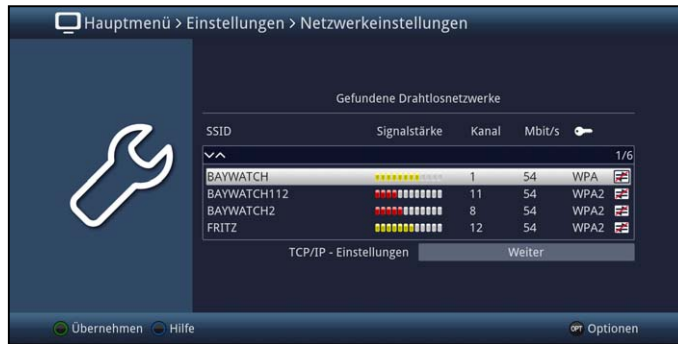 Hauptmenü > Einstellungen > Netzwerkeinstellungen
Gefundene Drahtlosnetzwerke
SSID Signalstärke Kanal Mbit/s
1/6
BAYWATCH 1 54 WPA
BAYWATCH112 11 54 WPA2
BAYWATCH2 8 54 WPA2
FRITZ 12 54 WPA2
TCP/IP - Einstellungen Weiter
Übernehmen Hilfe OPT Optionen